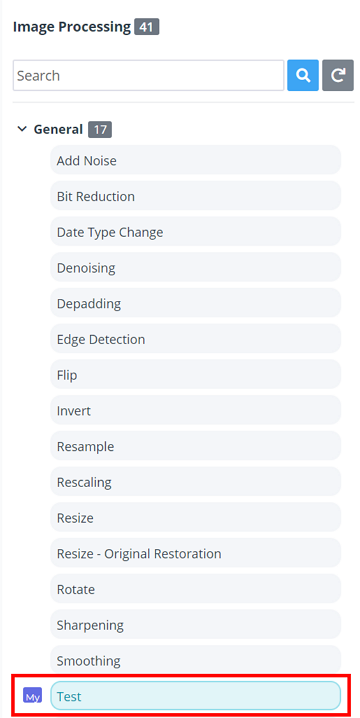 Image Processing 41
Search
General 17
Add Noise
Bit Reduction
Date Type Change
Denoising
Depadding
Edge Detection
Flip
Invert
Resample
Rescaling
Resize
Resize - Original Restoration
Rotate
Sharpening
Smoothing
My Test